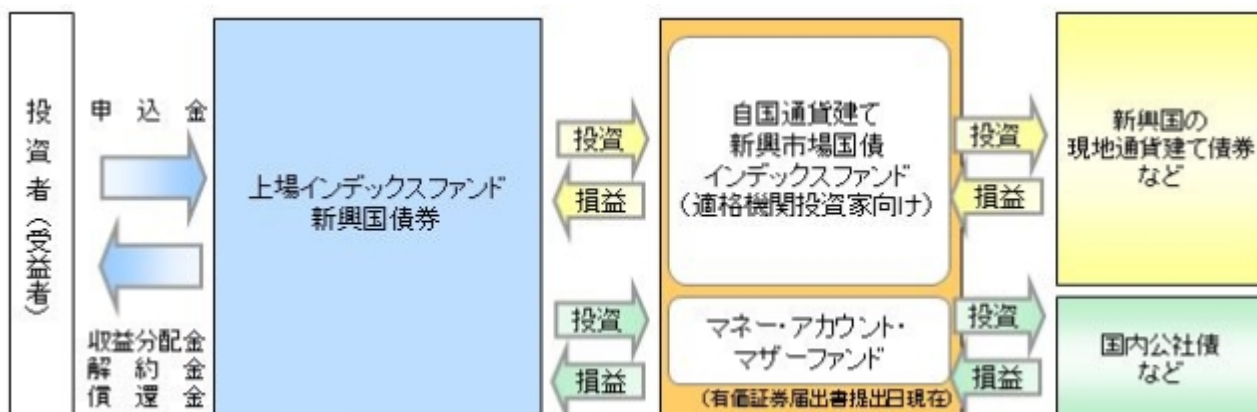 投資者(受益者)
申込金
収益分配金
解約金
償還金
上場インデックスファンド
新興国債券
投資
損益
投資
損益
自国通貨建て
新興市場国債
インデックスファンド
(適格機関投資家向け)
マネー・アカウント・
マザーファンド
(有価証券届出書提出日現在)
投資
損益
投資
損益
新興国の
現地通貨建て債券
など
国内公社債
など